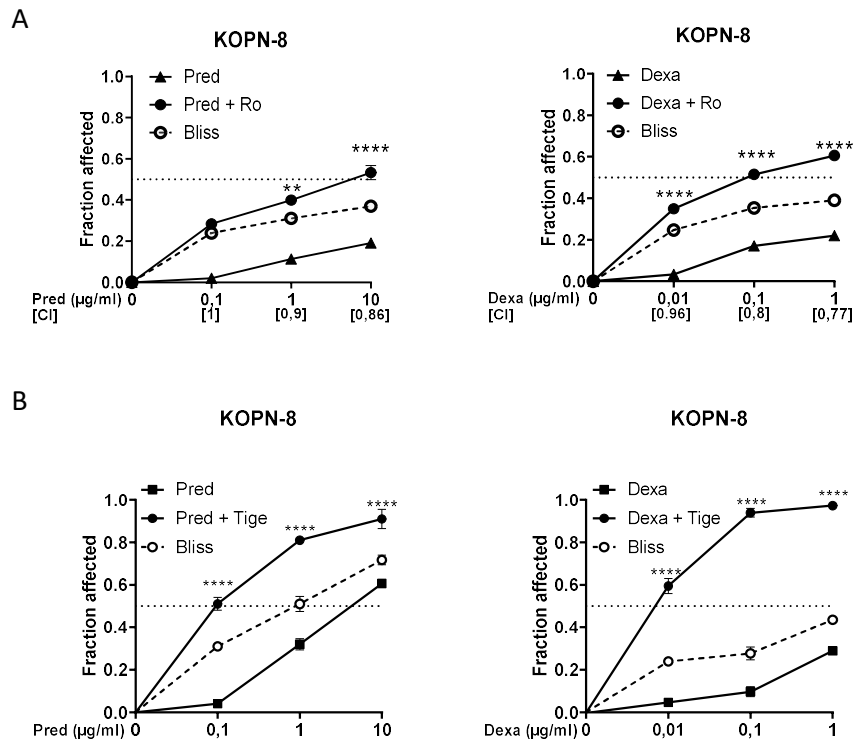 A
KOPN-8
Pred
Pred + Ro
Bliss
Fraction affected
1.0
0.8
0.6
0.4
0.2
0.0
**
****
Pred (µg/ml) 0 0,1 1 10
[CI] [1] [0,9] [0,86]
KOPN-8
Dexa
Dexa + Ro
Bliss
Fraction affected
1.0
0.8
0.6
0.4
0.2
0.0
****
****
****
Dexa (µg/ml) 0 0,01 0,1 1
[CI] [0.96] [0,8] [0,77]
B
KOPN-8
Pred
Pred + Tige
Bliss
Fraction affected
1.0
0.8
0.6
0.4
0.2
0.0
****
****
****
Pred (µg/ml) 0 0,1 1 10
KOPN-8
Dexa
Dexa + Tige
Bliss
Fraction affected
1.0
0.8
0.6
0.4
0.2
0.0
****
****
****
Dexa (µg/ml) 0 0,01 0,1 1